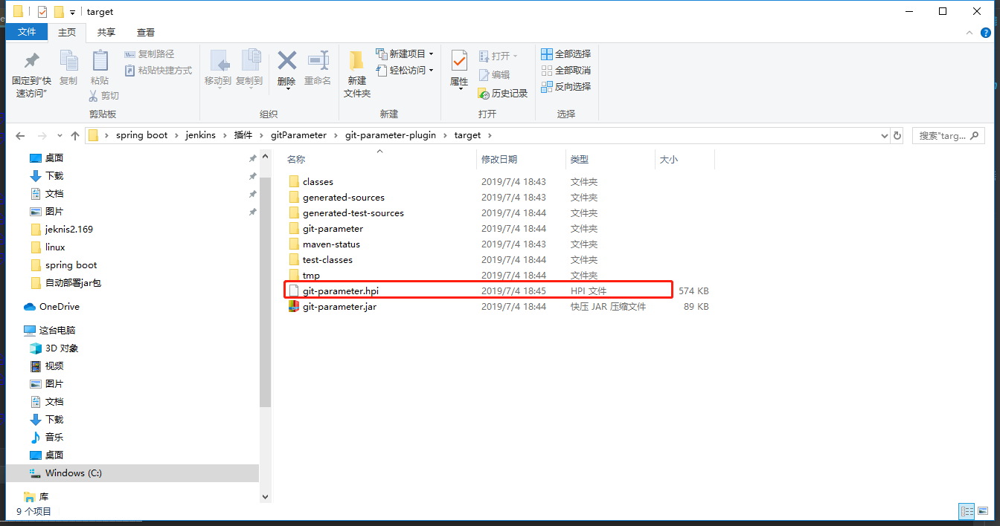 target
文件 主页 共享 查看
固定到"快速访问"
复制
粘贴
复制路径
粘贴快捷方式
剪切
剪贴板
移动到
复制到
删除
重命名
组织
新建文件夹
新建项目
轻松访问
新建
属性
打开
编辑
历史记录
打开
全部选择
全部取消
反向选择
选择
spring boot > jenkins > 插件 > gitParameter > git-parameter-plugin > target >
搜索"targ...
桌面
下载
文档
图片
jeknis2.169
linux
spring boot
自动部署jar包
OneDrive
这台电脑
3D 对象
视频
图片
文档
下载
音乐
桌面
Windows (C:)
库
名称 修改日期 类型 大小
classes 2019/7/4 18:43 文件夹
generated-sources 2019/7/4 18:43 文件夹
generated-test-sources 2019/7/4 18:44 文件夹
git-parameter 2019/7/4 18:44 文件夹
maven-status 2019/7/4 18:43 文件夹
test-classes 2019/7/4 18:44 文件夹
tmp 2019/7/4 18:44 文件夹
git-parameter.hpi 2019/7/4 18:45 HPI 文件 574 KB
git-parameter.jar 2019/7/4 18:44 快压 JAR 压缩文件 89 KB
9 个项目